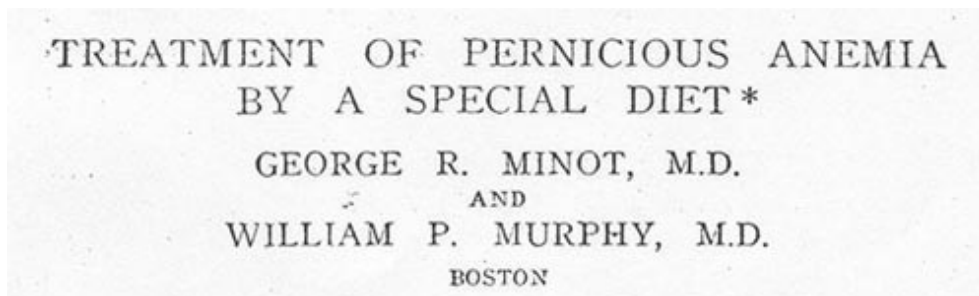 TREATMENT OF PERNICIOUS ANEMIA
BY A SPECIAL DIET*
GEORGE R. MINOT, M.D.
AND
WILLIAM P. MURPHY, M.D.
BOSTON